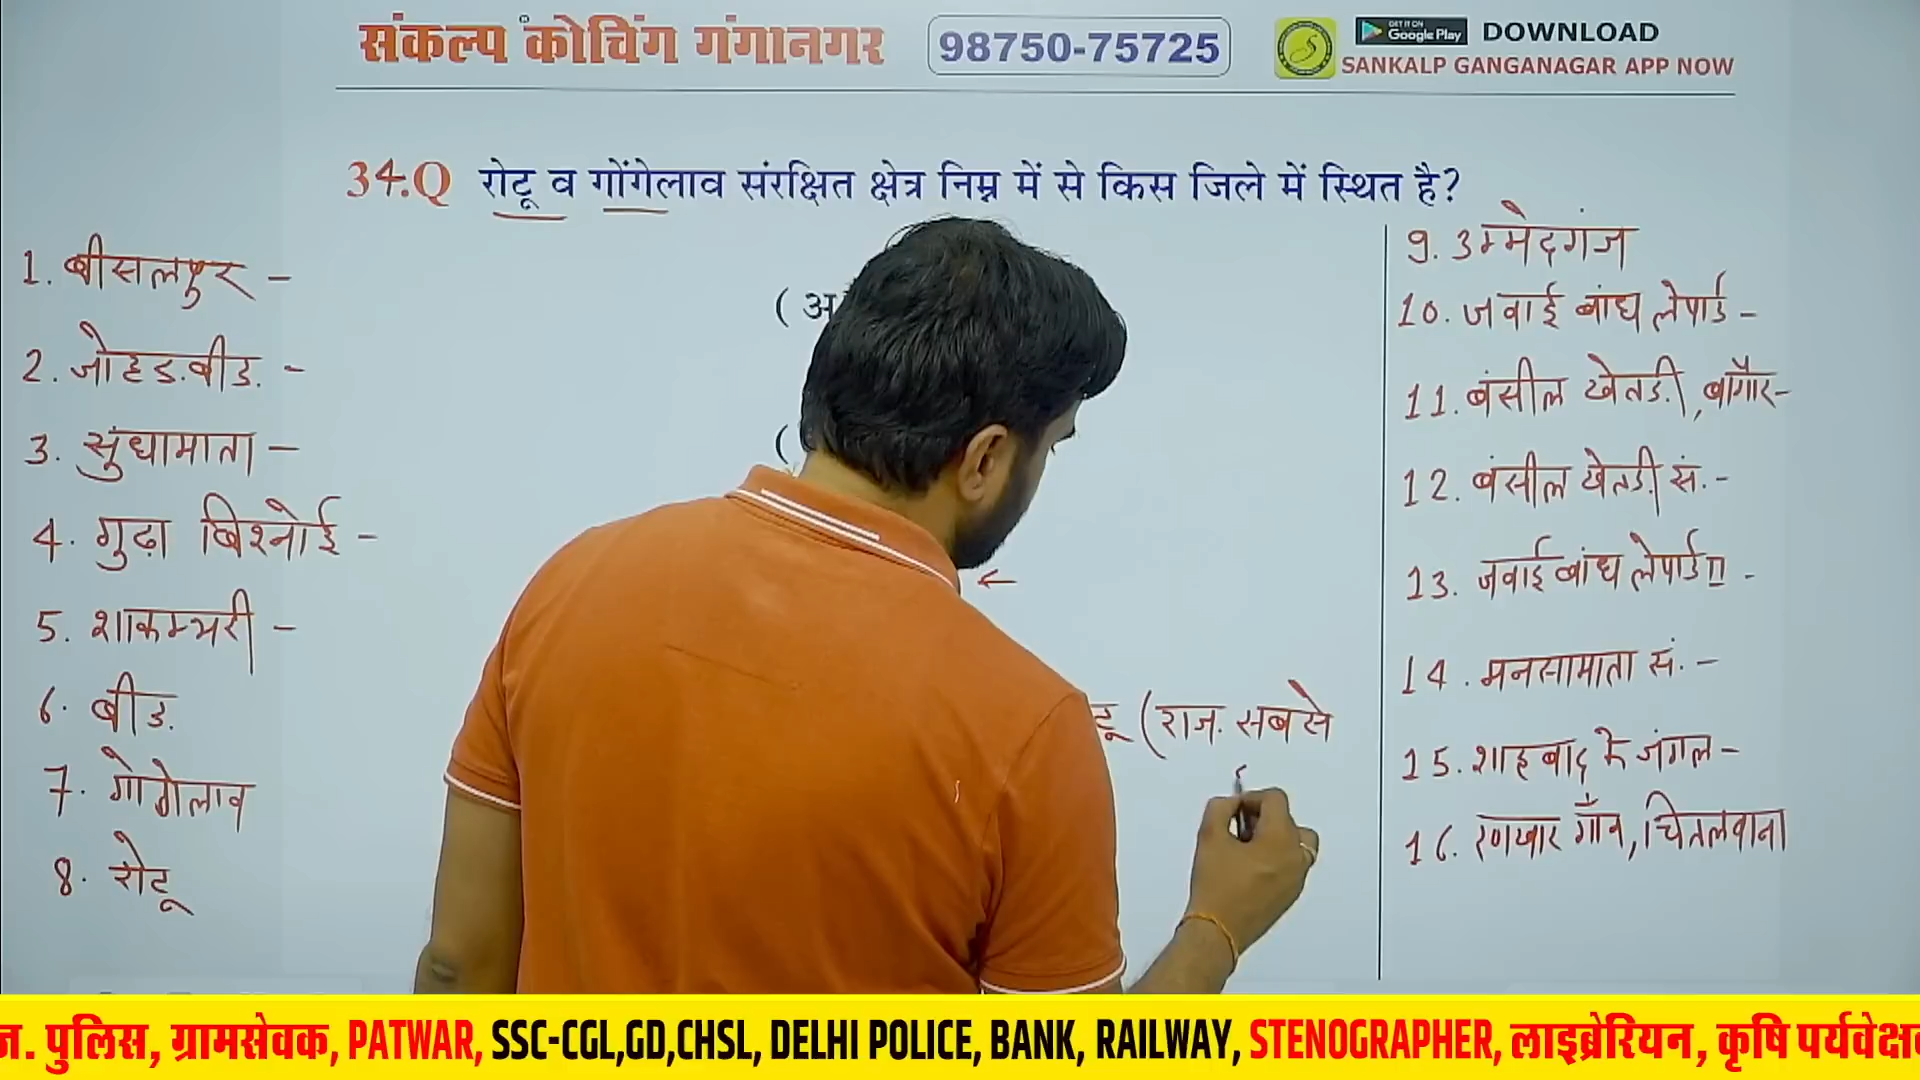 संकल्प कोचिंग गंगानगर
98750-75725
GET IT ON
Google Play
DOWNLOAD
SANKALP GANGANAGAR APP NOW
34.Q रोटू व गोंगेलाव संरक्षित क्षेत्र निम्न में से किस जिले में स्थित है?
1. बीसलपुर -
2. जोहड़.बीड़. -
3. सुंधामाता -
4. गुढ़ा बिश्नोई -
5. शाकम्भरी -
6. बीड़.
7. गोगेलाव
8. रोटू
( अ
(
←
टू (राज. सबसे
9. उम्मेदगंज
10. जवाई बांध लेपार्ड -
11. बंसील खेतड़ी, बांगौर-
12. बंसील खेतड़ी सं. -
13. जवाई बांध लेपार्ड II -
14. मनसामाता सं. -
15. शाहबाद के जंगल -
16. रणखार गाँव, चितलवाना
ज. पुलिस, ग्रामसेवक, PATWAR, SSC-CGL,GD,CHSL, DELHI POLICE, BANK, RAILWAY, STENOGRAPHER, लाइब्रेरियन, कृषि पर्यवेक्षव